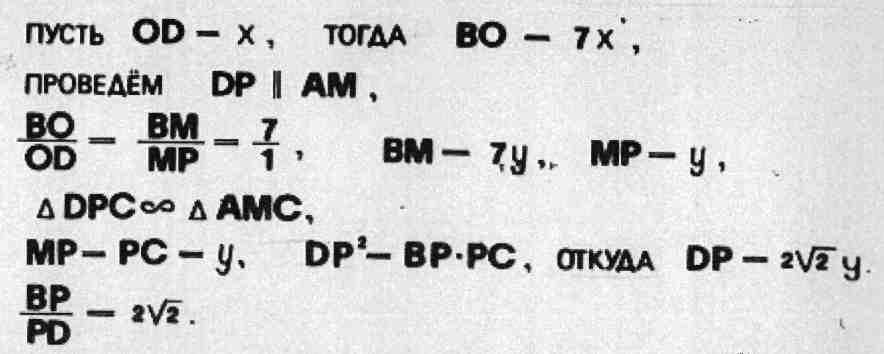 ПУСТЬ OD – x, ТОГДА BO – 7x,
ПРОВЕДЁМ DP ∥ AM,
BO/OD – BM/MP – 7/1, BM – 7y, MP – y,
△ DPC ∞ △ AMC,
MP – PC – y, DP² – BP·PC, ОТКУДА DP – 2√2 y.
BP/PD – 2√2.